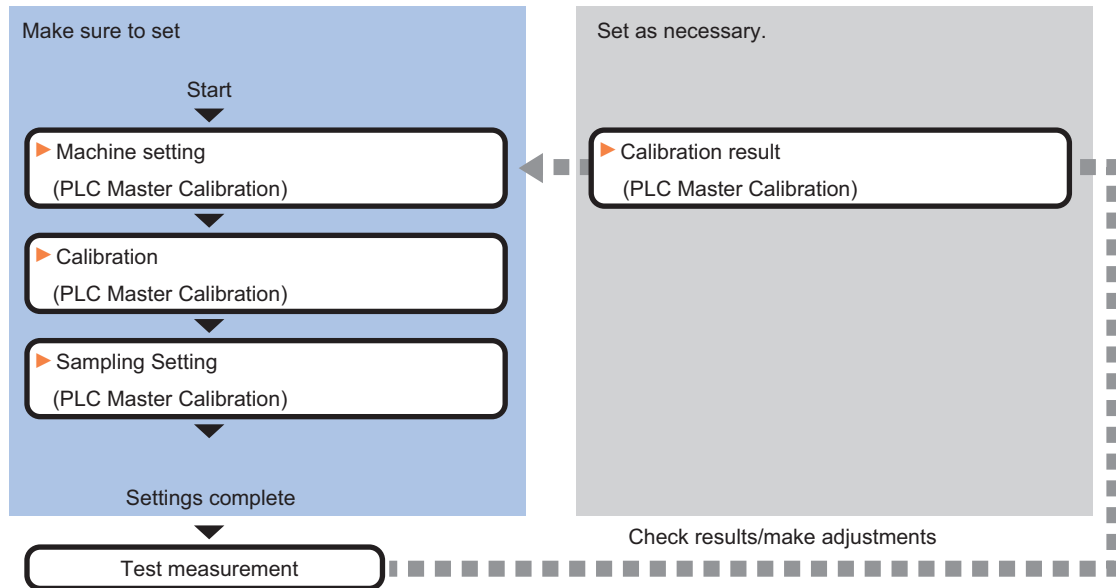 Make sure to set
Start
Machine setting
(PLC Master Calibration)
Calibration
(PLC Master Calibration)
Sampling Setting
(PLC Master Calibration)
Settings complete
Test measurement
Set as necessary.
Calibration result
(PLC Master Calibration)
Check results/make adjustments